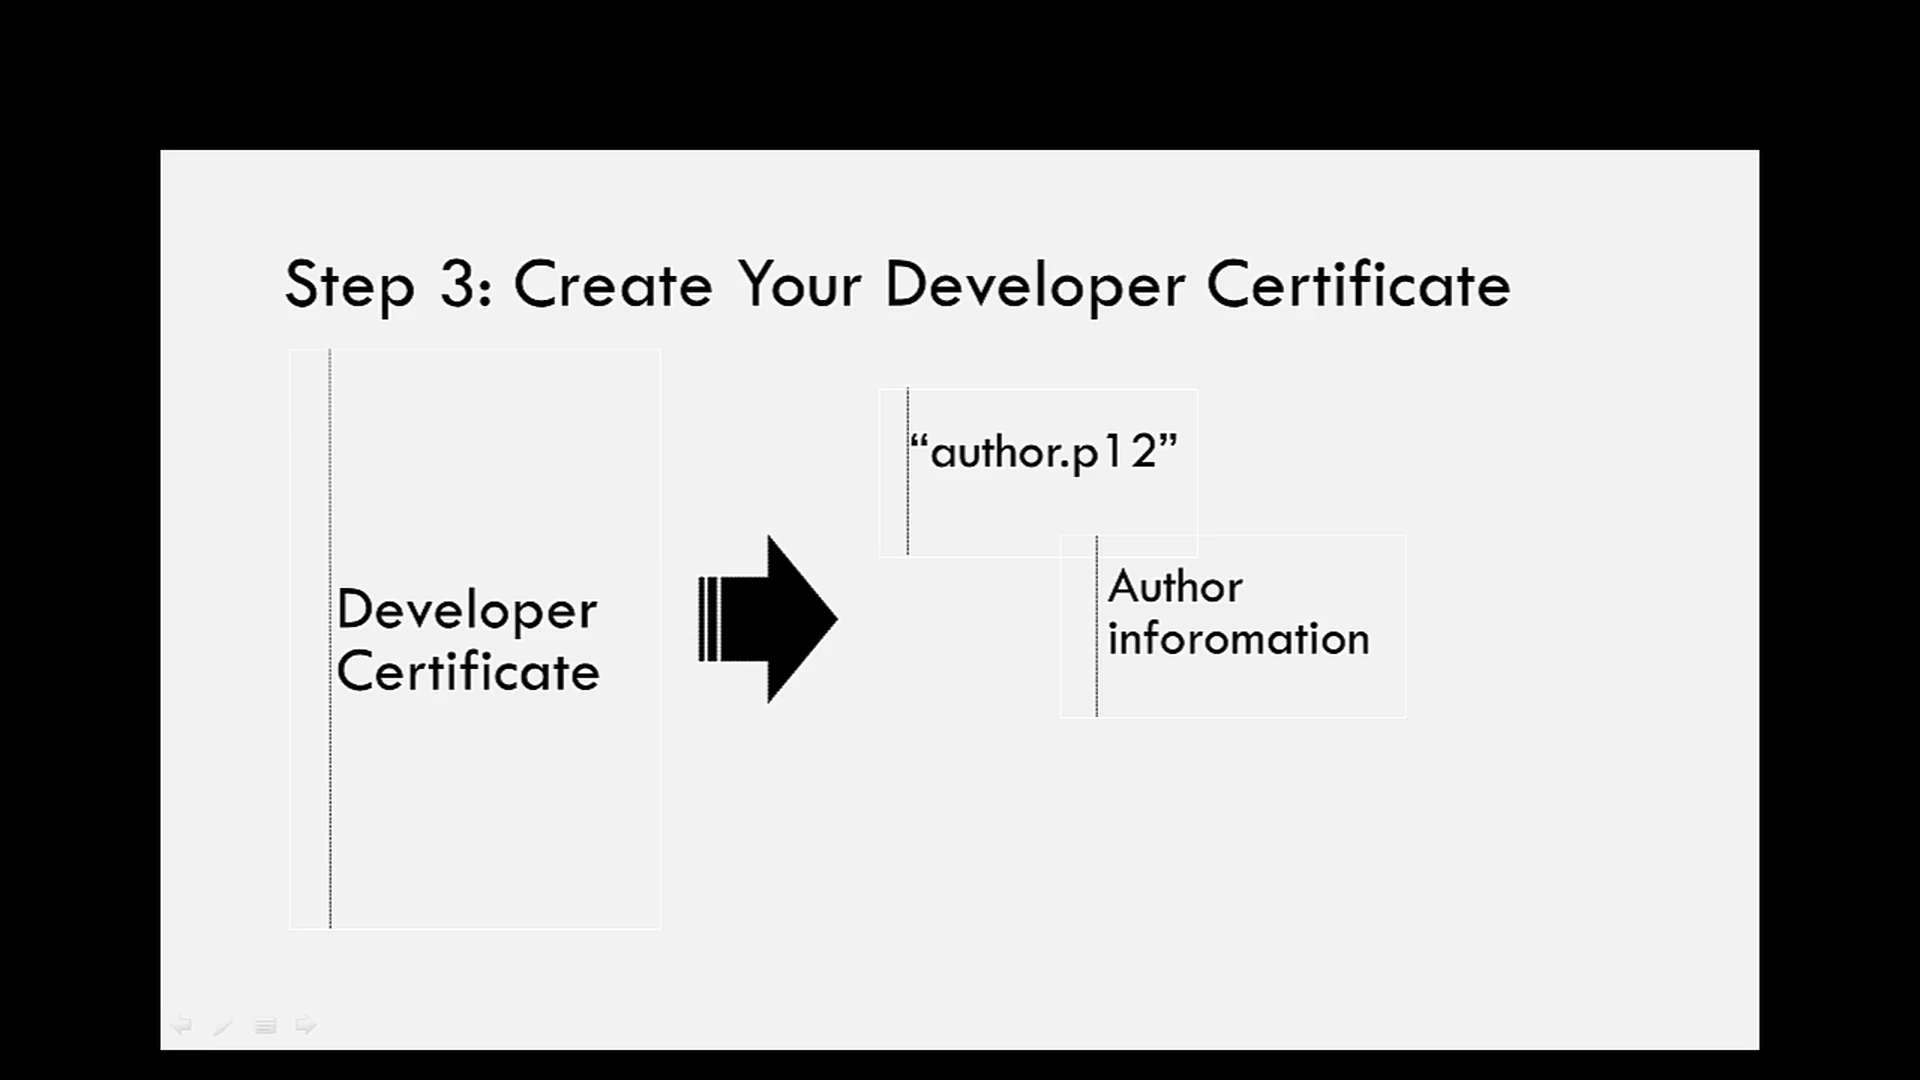 Step 3: Create Your Developer Certificate
Developer
Certificate
“author.p12”
Author
inforomation